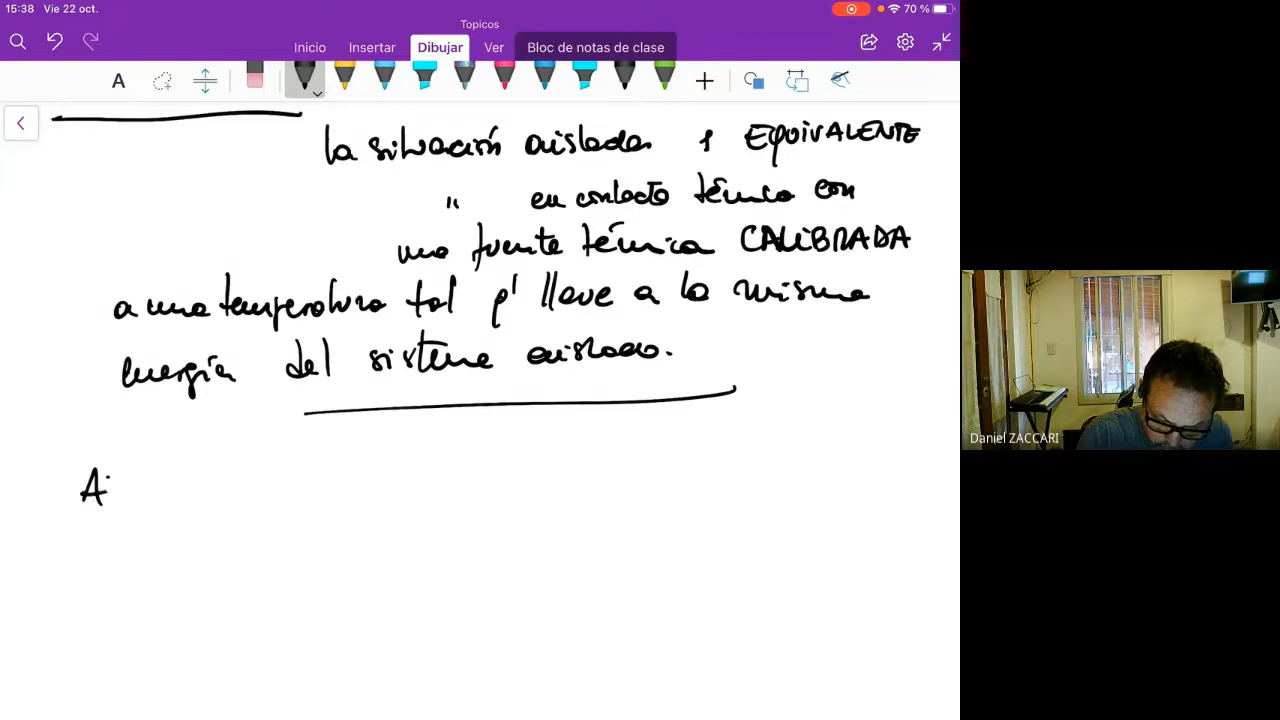 15:38 Vie 22 oct.
70 %
Topicos
Inicio Insertar Dibujar Ver Bloc de notas de clase
A
la situación aislada y EQUIVALENTE
" en contacto térmico con
una fuente térmica CALIBRADA
a una temperatura tal q' lleve a la misma
energía del sistema aislado.
A
Daniel ZACCARI